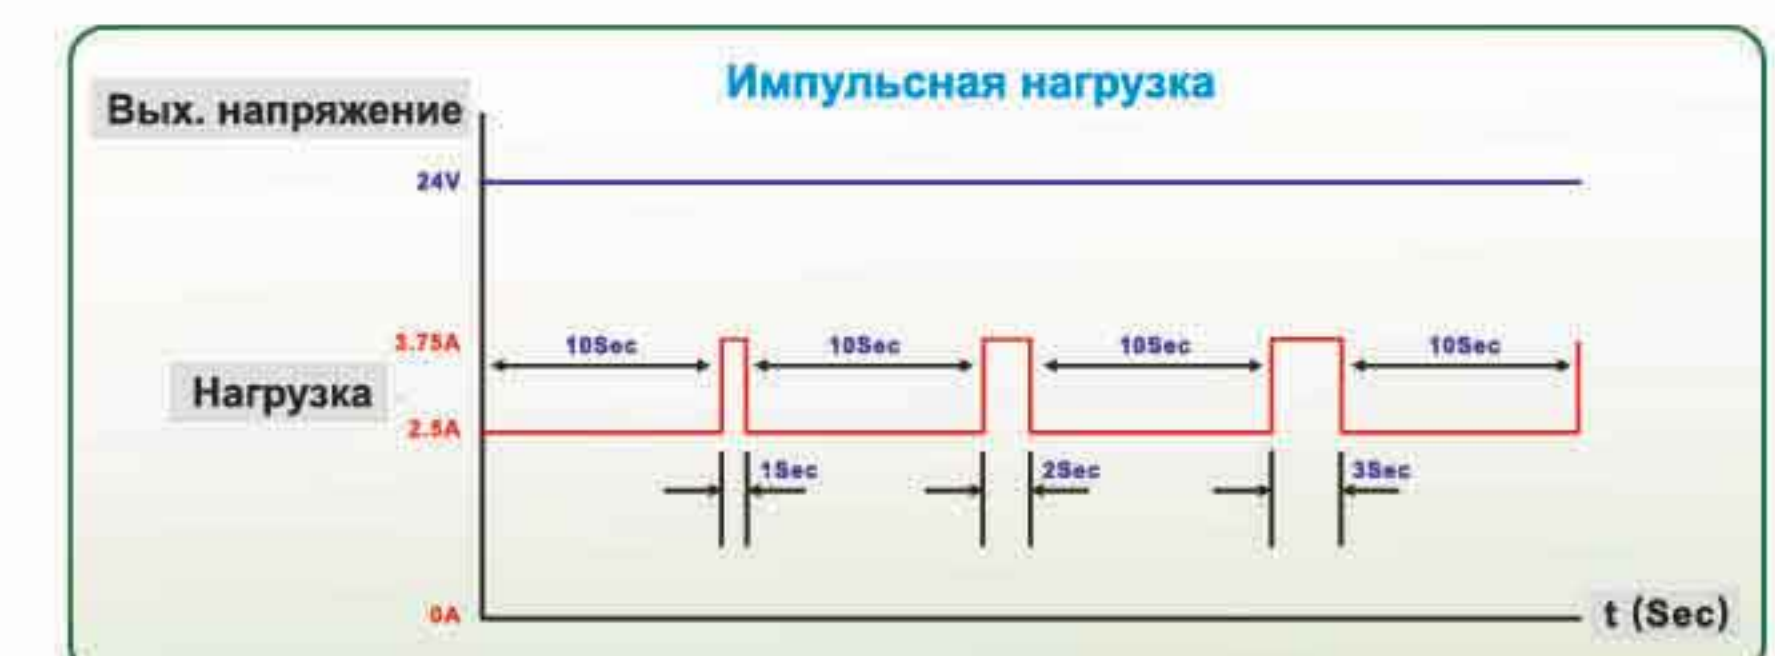 Импульсная нагрузка
Вых. напряжение
24V
3.75A
10Sec 10Sec 10Sec 10Sec
Нагрузка
2.5A
1Sec 2Sec 3Sec
0A
t (Sec)